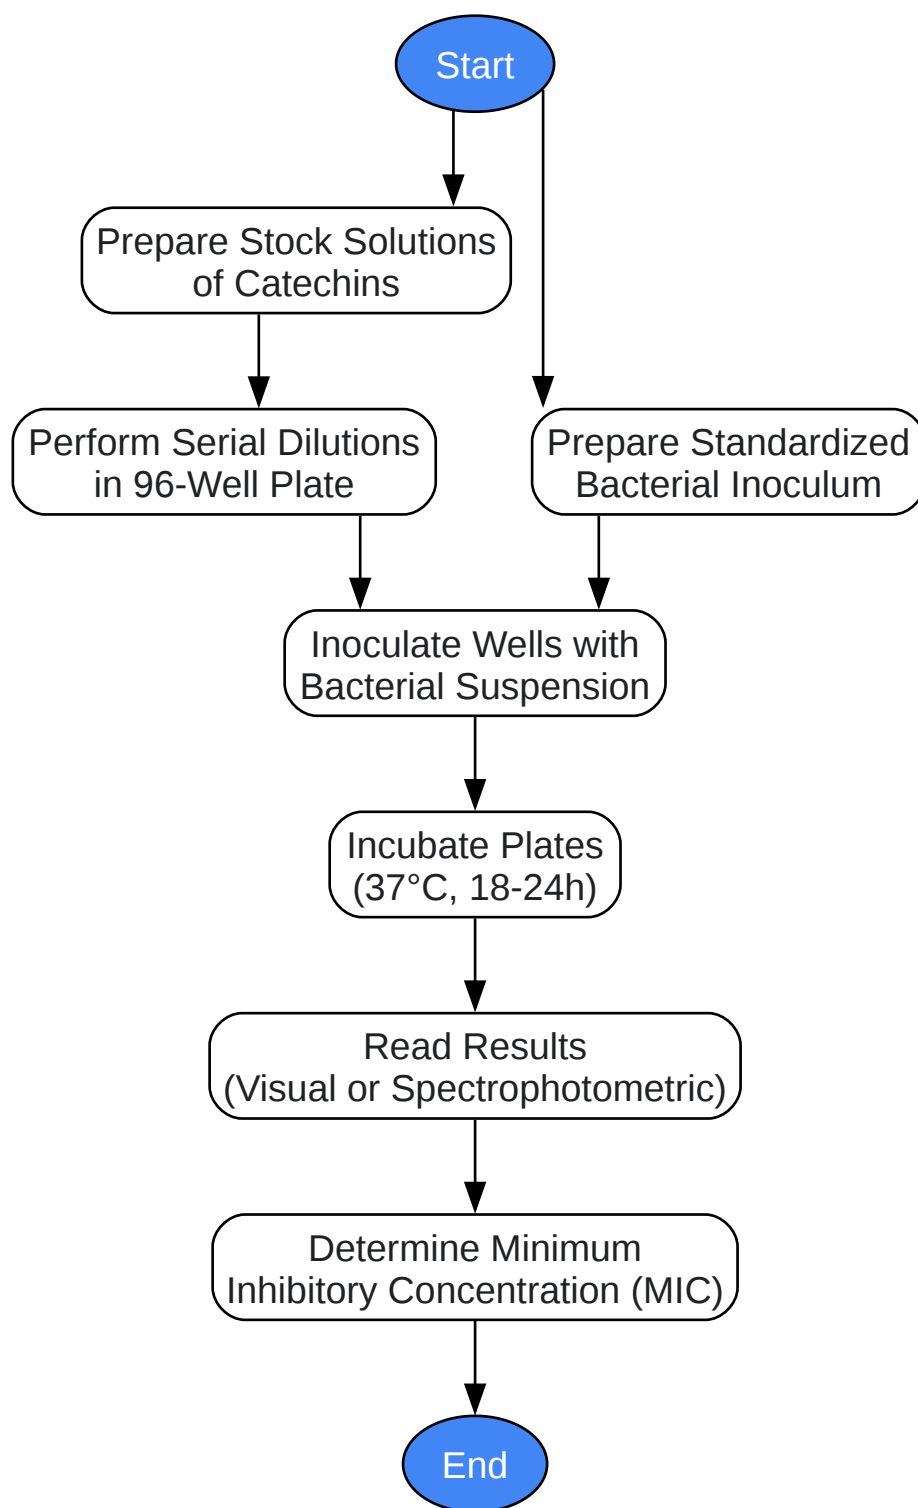 Start
Prepare Stock Solutions
of Catechins
Perform Serial Dilutions
in 96-Well Plate
Prepare Standardized
Bacterial Inoculum
Inoculate Wells with
Bacterial Suspension
Incubate Plates
(37°C, 18-24h)
Read Results
(Visual or Spectrophotometric)
Determine Minimum
Inhibitory Concentration (MIC)
End